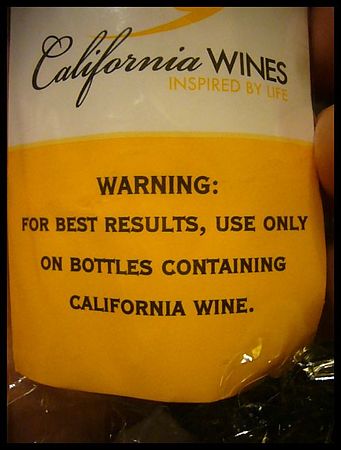 California WINES
INSPIRED BY LIFE
WARNING:
FOR BEST RESULTS, USE ONLY
ON BOTTLES CONTAINING
CALIFORNIA WINE.